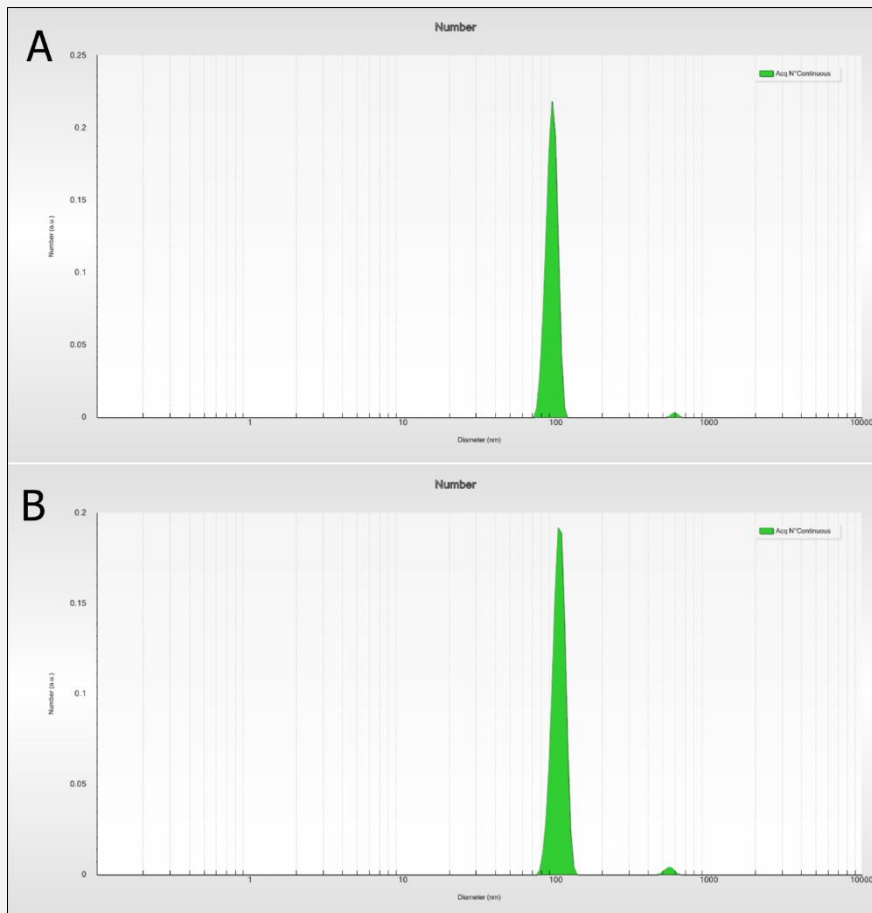 A
Number
0.25
Acq N°Continuous
0.2
0.15
Number (a.u.)
0.1
0.05
0
1 10 100 1000 10000
Diameter (nm)
B
Number
0.2
Acq N°Continuous
0.15
Number (a.u.)
0.1
0.05
0
1 10 100 1000 10000
Diameter (nm)